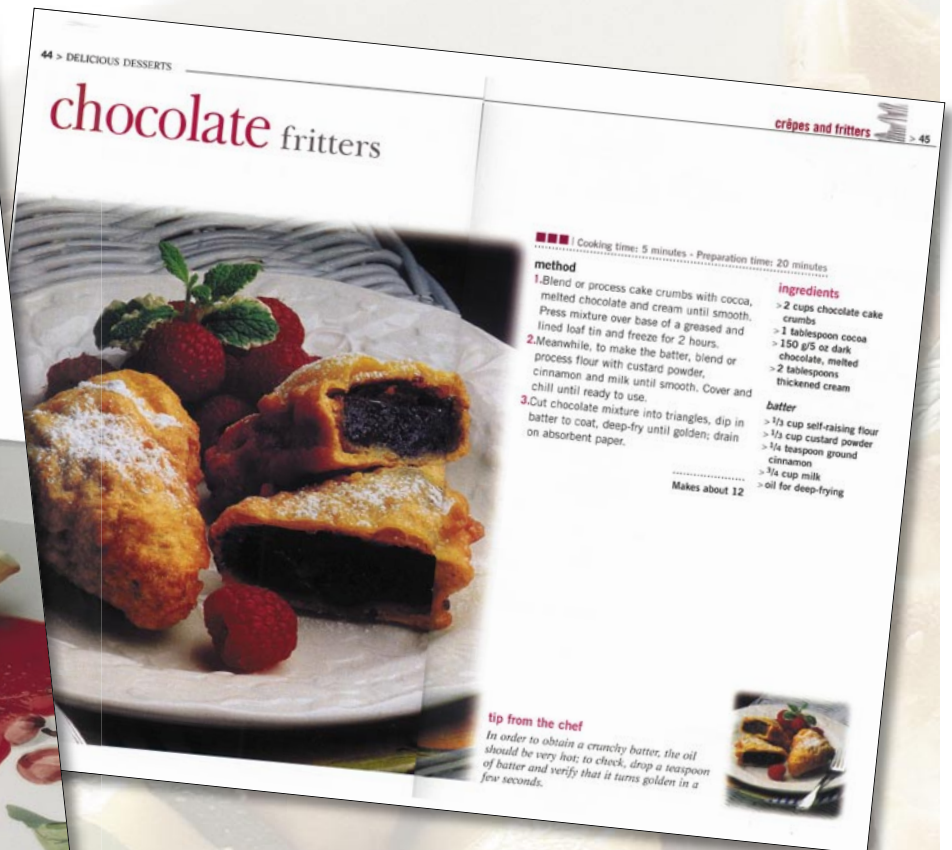 44 > DELICIOUS DESSERTS
chocolate fritters
crêpes and fritters
> 45
Cooking time: 5 minutes - Preparation time: 20 minutes
method
1.Blend or process cake crumbs with cocoa,
melted chocolate and cream until smooth.
Press mixture over base of a greased and
lined loaf tin and freeze for 2 hours.
2.Meanwhile, to make the batter, blend or
process flour with custard powder,
cinnamon and milk until smooth. Cover and
chill until ready to use.
3.Cut chocolate mixture into triangles, dip in
batter to coat, deep-fry until golden; drain
on absorbent paper.
Makes about 12
ingredients
> 2 cups chocolate cake
crumbs
> 1 tablespoon cocoa
> 150 g/5 oz dark
chocolate, melted
> 2 tablespoons
thickened cream
batter
> 1/3 cup self-raising flour
> 1/3 cup custard powder
> 1/4 teaspoon ground
cinnamon
> 3/4 cup milk
> oil for deep-frying
tip from the chef
In order to obtain a crunchy batter, the oil
should be very hot; to check, drop a teaspoon
of batter and verify that it turns golden in a
few seconds.